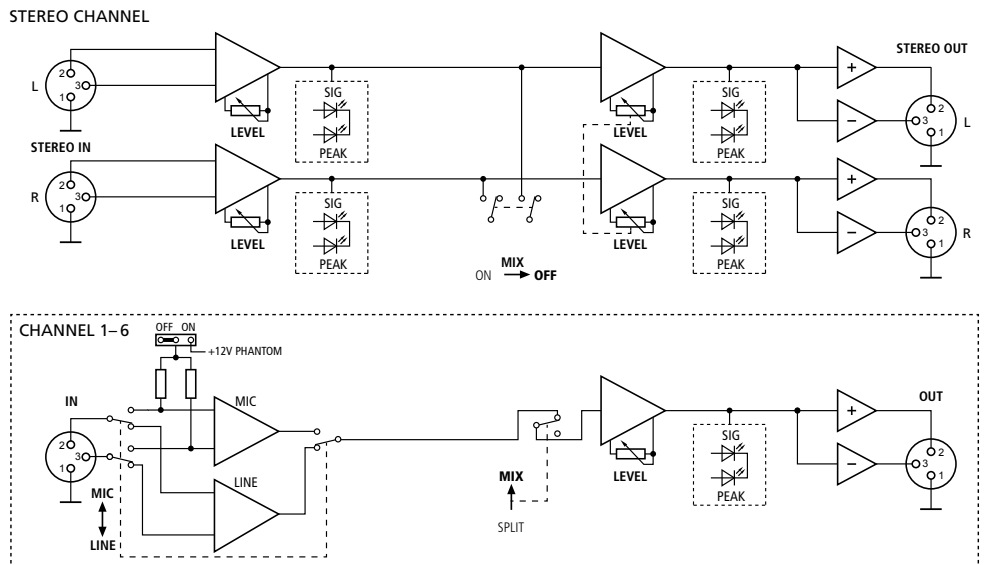 STEREO CHANNEL
STEREO OUT
2 3 1
L
LEVEL
SIG
PEAK
LEVEL
SIG
PEAK
+
−
2 3 1
L
STEREO IN
2 3 1
R
LEVEL
SIG
PEAK
LEVEL
SIG
PEAK
+
−
2 3 1
R
MIX
ON OFF
CHANNEL 1–6
OFF ON
+12V PHANTOM
IN
2 3 1
MIC
LINE
MIC
LINE
MIX
SPLIT
LEVEL
SIG
PEAK
+
−
OUT
2 3 1